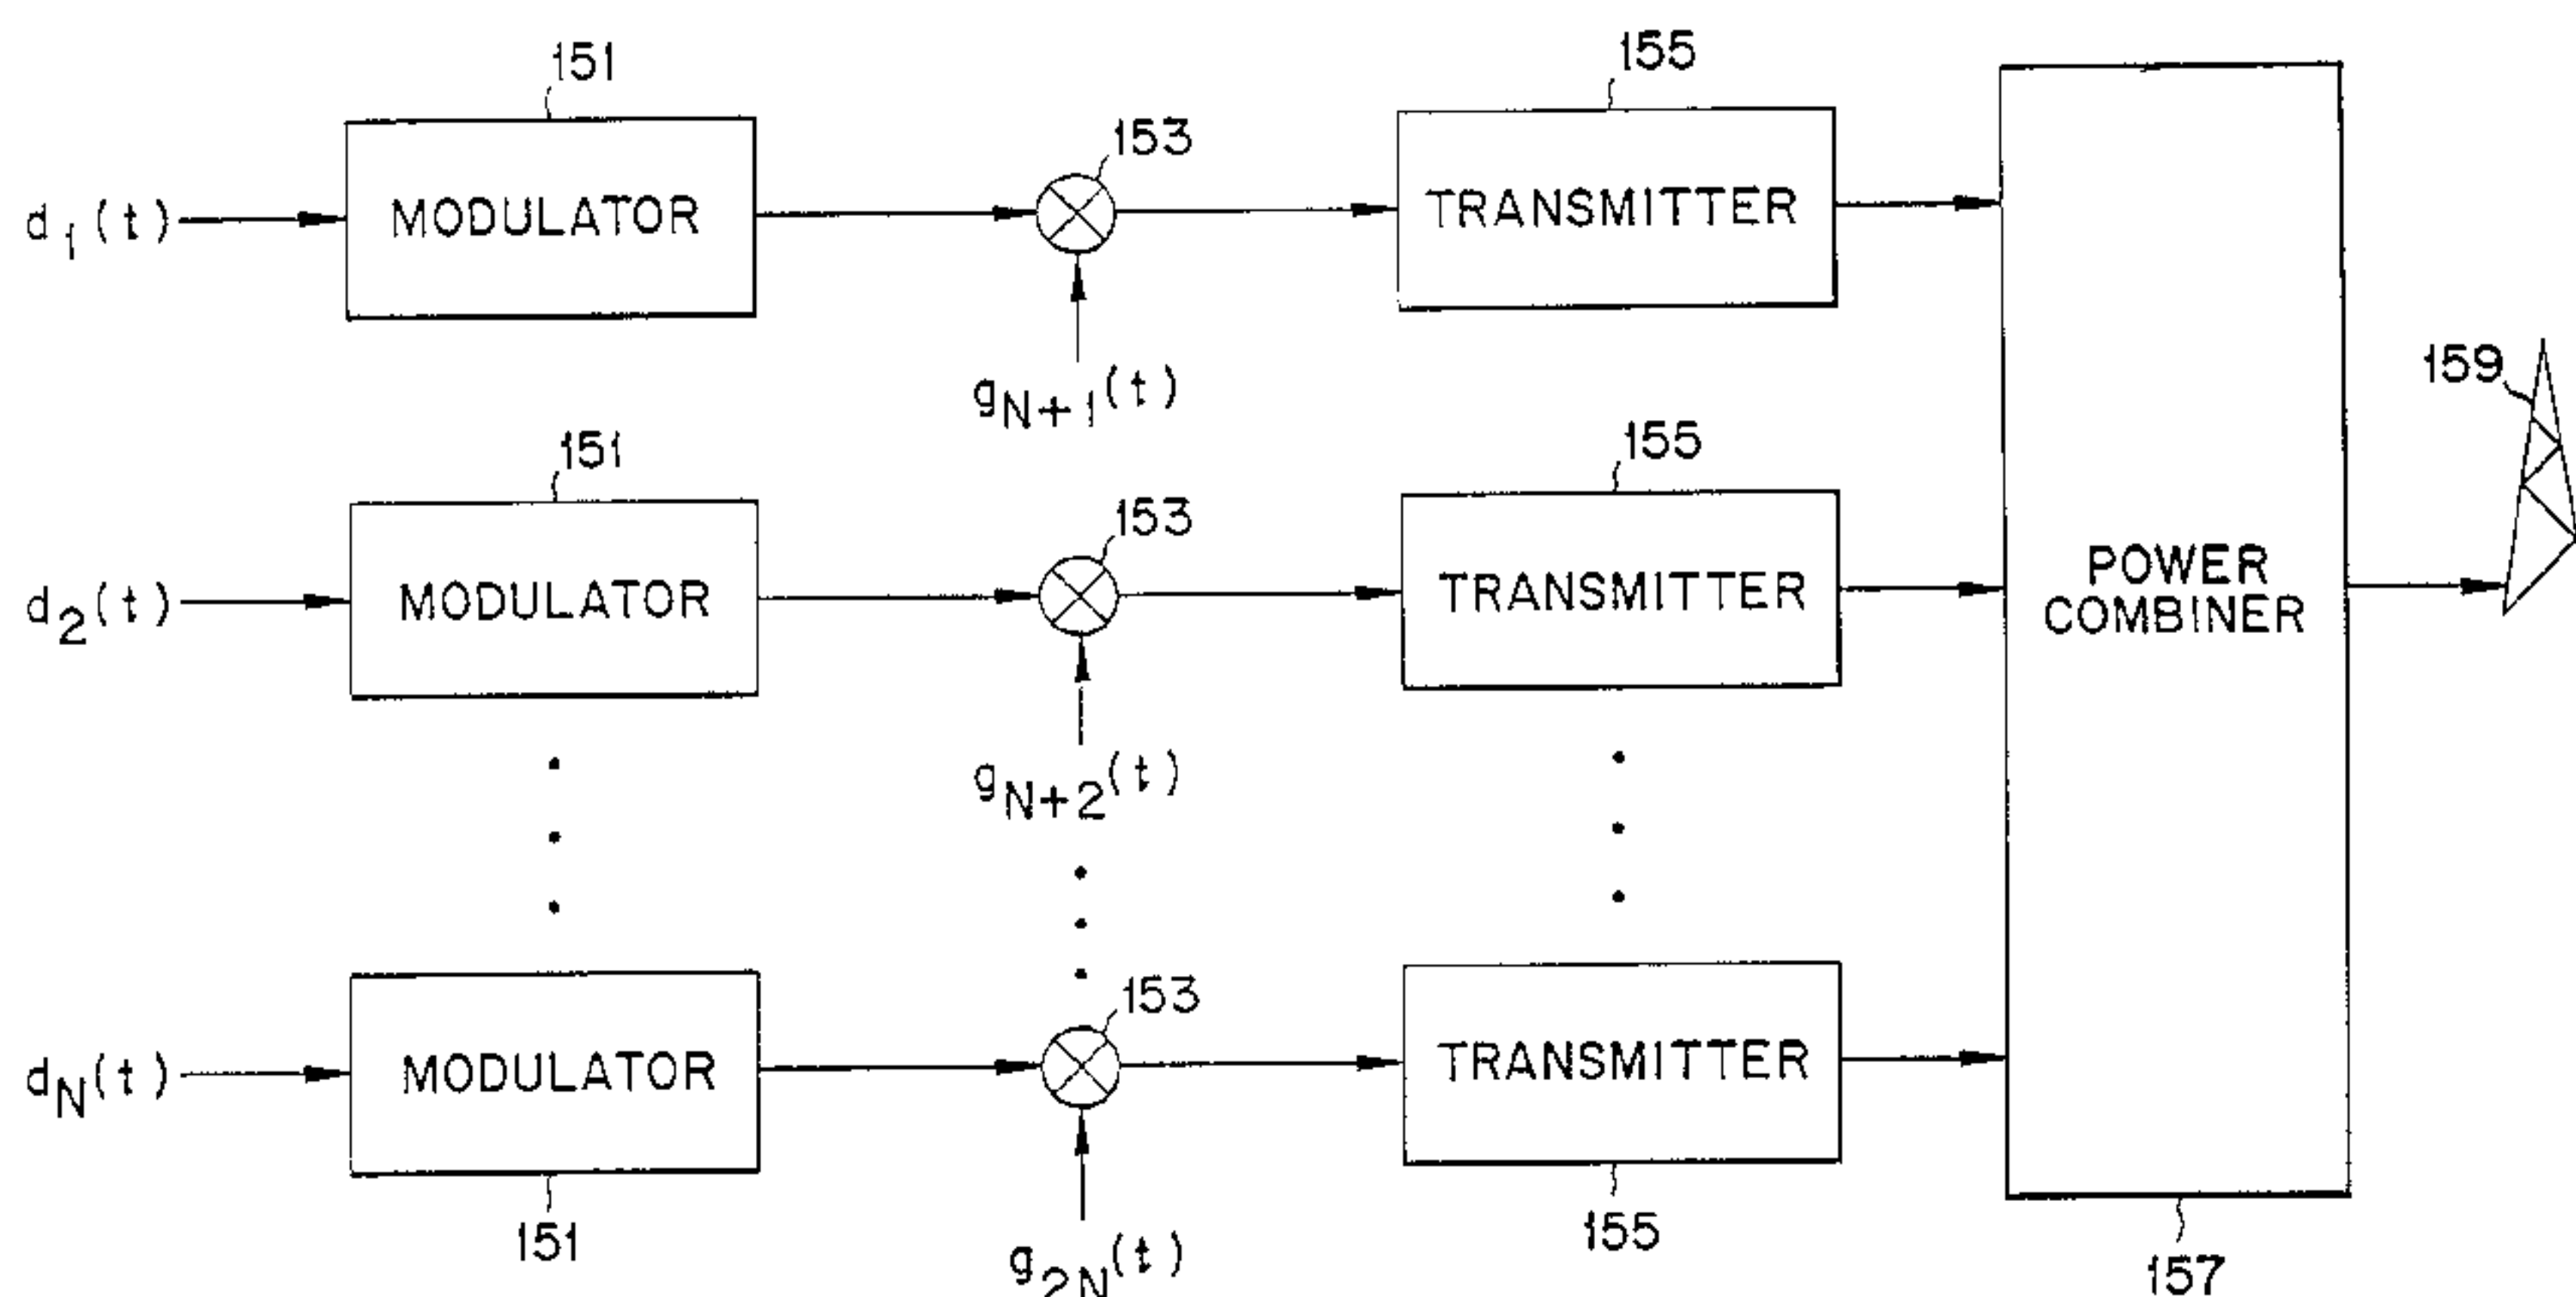 151
155
d1(t)
MODULATOR
153
TRANSMITTER
gN+1(t)
159
151
155
d2(t)
MODULATOR
153
TRANSMITTER
POWER
COMBINER
gN+2(t)
dN(t)
MODULATOR
153
TRANSMITTER
151
g2N(t)
155
157